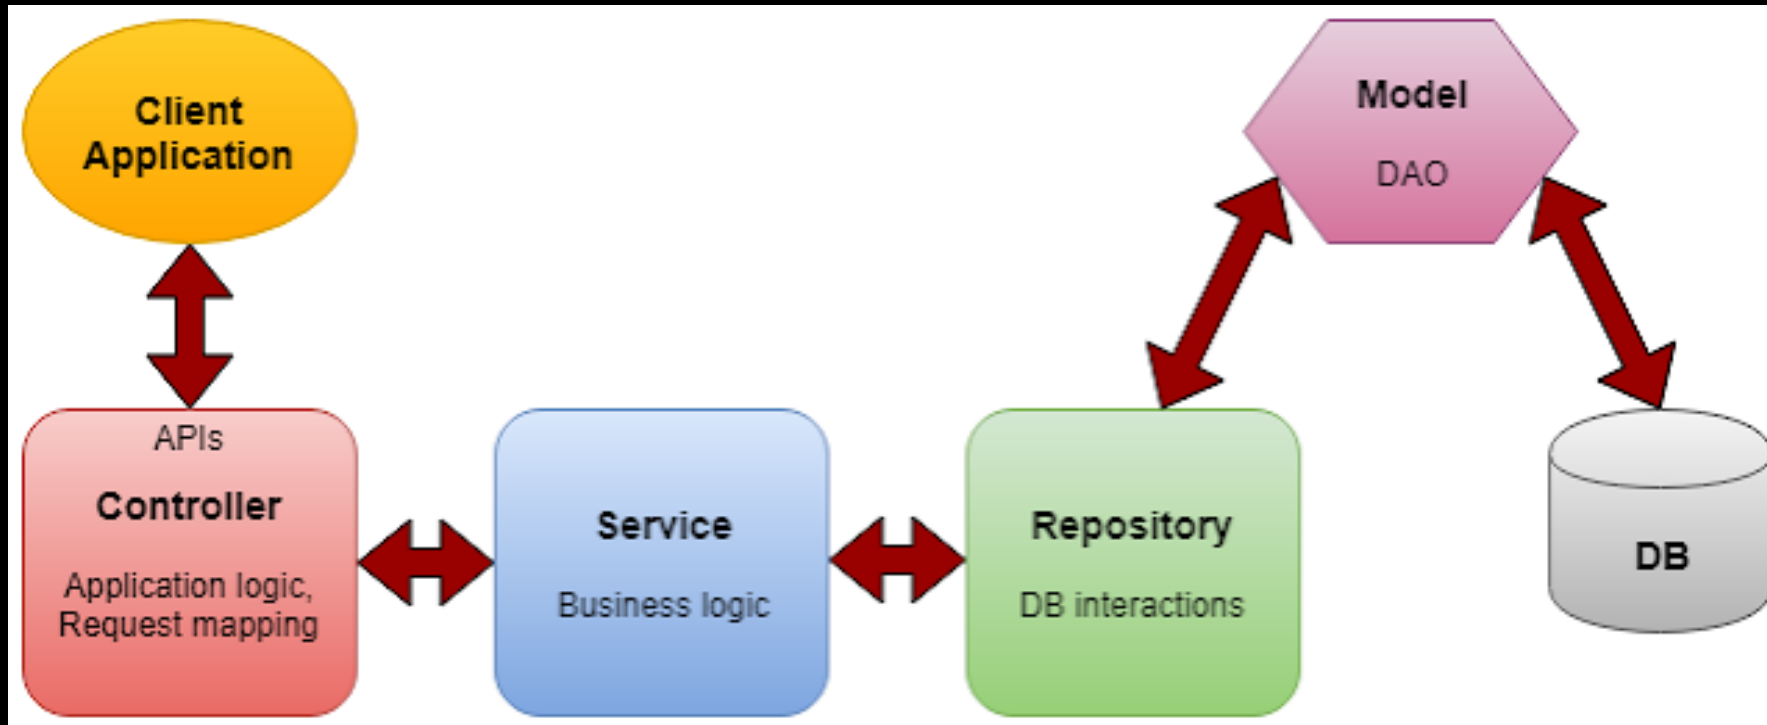 Client
Application
Model
DAO
APIs
Controller
Application logic,
Request mapping
Service
Business logic
Repository
DB interactions
DB